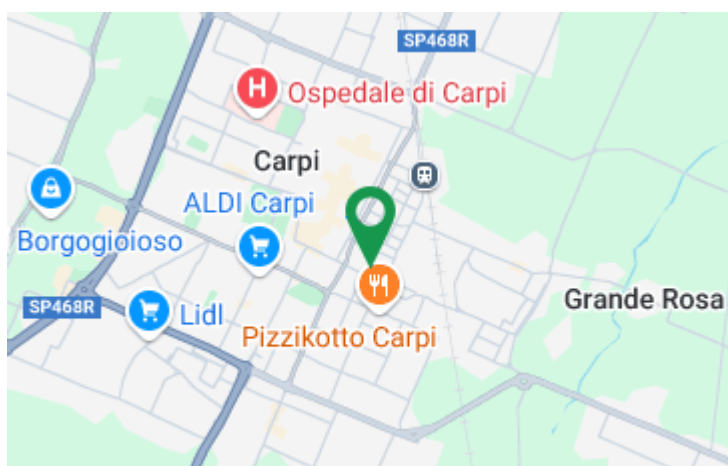 SP468R
H
Ospedale di Carpi
Carpi
ALDI Carpi
Borgogioioso
SP468R
Lidl
Grande Rosa
Pizzikotto Carpi